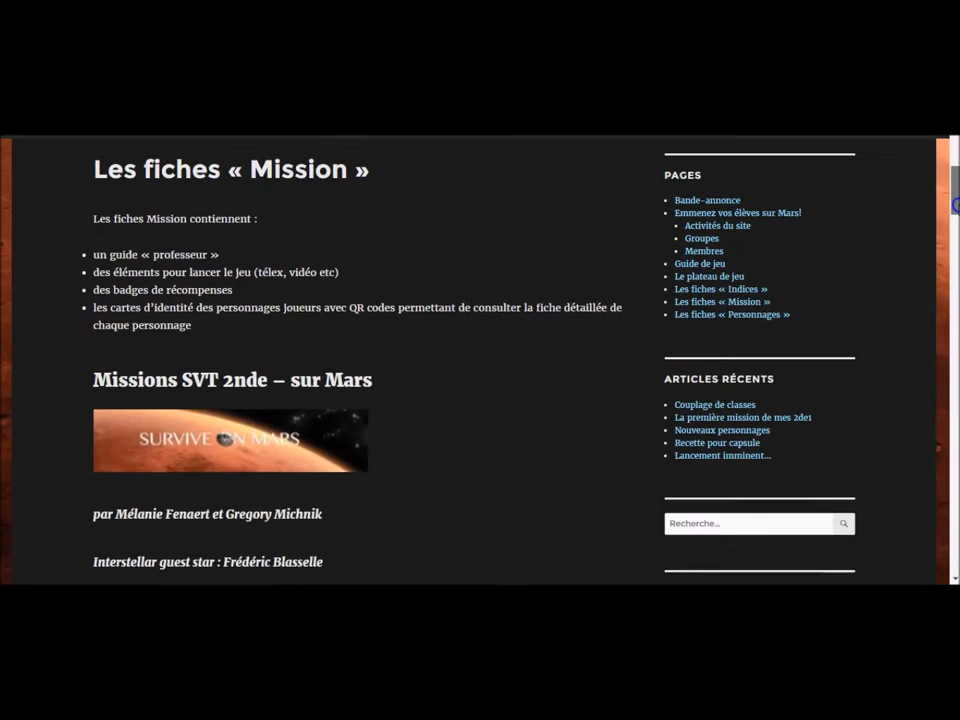 Les fiches « Mission »
Les fiches Mission contiennent :
un guide « professeur »
des éléments pour lancer le jeu (télex, vidéo etc)
des badges de récompenses
les cartes d’identité des personnages joueurs avec QR codes permettant de consulter la fiche détaillée de
chaque personnage
Missions SVT 2nde – sur Mars
SURVIVE ON MARS
par Mélanie Fenaert et Gregory Michnik
Interstellar guest star : Frédéric Blasselle
PAGES
Bande-annonce
Emmenez vos élèves sur Mars!
Activités du site
Groupes
Membres
Guide de jeu
Le plateau de jeu
Les fiches « Indices »
Les fiches « Mission »
Les fiches « Personnages »
ARTICLES RÉCENTS
Couplage de classes
La première mission de mes 2de1
Nouveaux personnages
Recette pour capsule
Lancement imminent…
Recherche…